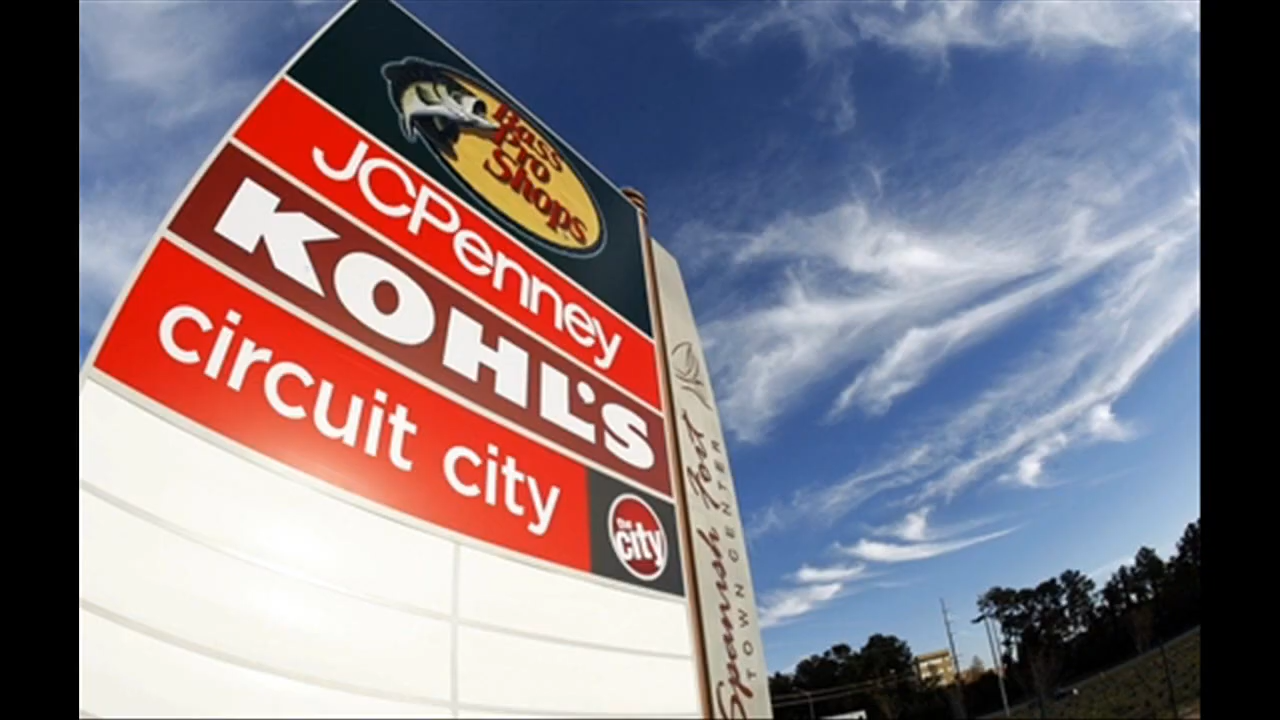 Bass
Pro
Shops
JCPenney
KOHL'S
circuit city
the
city
Spanish Fort
TOWN CENTER